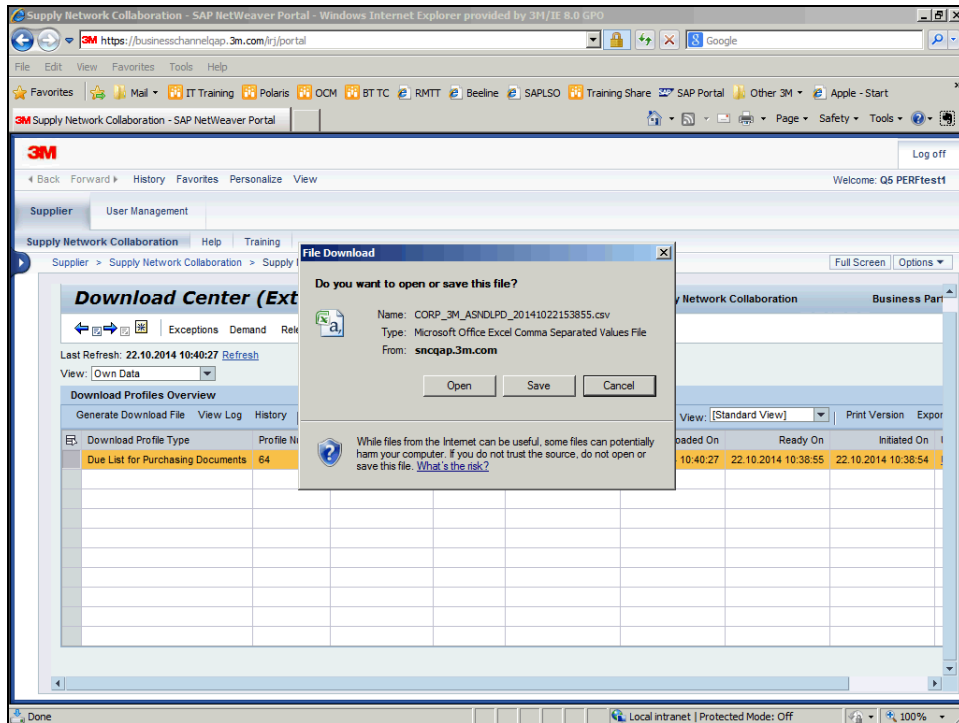 Supply Network Collaboration - SAP NetWeaver Portal - Windows Internet Explorer provided by 3M/IE 8.0 GPO
3M https://businesschannelqap.3m.com/irj/portal
Google
File Edit View Favorites Tools Help
Favorites Mail IT Training Polaris OCM BT TC RMTT Beeline SAPLSO Training Share SAP Portal Other 3M Apple - Start
3M Supply Network Collaboration - SAP NetWeaver Portal
Page Safety Tools
3M
Log off
Back Forward History Favorites Personalize View
Welcome: Q5 PERFtest1
Supplier User Management
Supply Network Collaboration Help Training
Supplier > Supply Network Collaboration > Supply
Full Screen Options
File Download
Do you want to open or save this file?
Name: CORP_3M_ASNDLPD_20141022153855.csv
Type: Microsoft Office Excel Comma Separated Values File
From: sncqap.3m.com
Open Save Cancel
While files from the Internet can be useful, some files can potentially
harm your computer. If you do not trust the source, do not open or
save this file. What's the risk?
Download Center (Ext
y Network Collaboration Business Part
Exceptions Demand Rele
Last Refresh: 22.10.2014 10:40:27 Refresh
View: Own Data
Download Profiles Overview
Generate Download File View Log History
View: [Standard View] Print Version Expor
Download Profile Type Profile Nu
oaded On Ready On Initiated On
Due List for Purchasing Documents 64
10:40:27 22.10.2014 10:38:55 22.10.2014 10:38:54
Done
Local intranet | Protected Mode: Off
100%